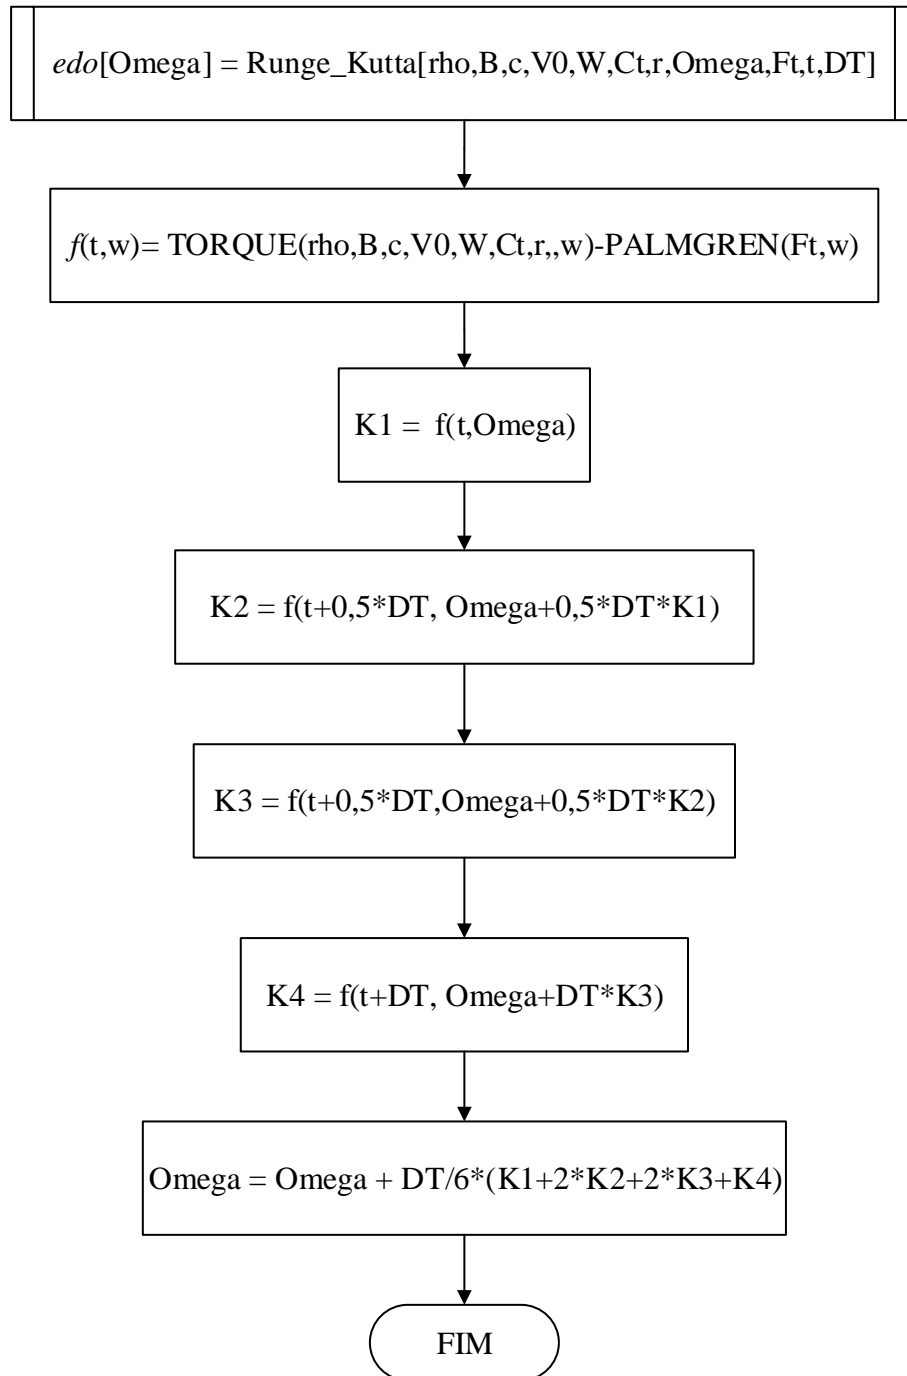 edo[Omega] = Runge_Kutta[rho,B,c,V0,W,Ct,r,Omega,Ft,t,DT]
f(t,w)= TORQUE(rho,B,c,V0,W,Ct,r,,w)-PALMGREN(Ft,w)
K1 = f(t,Omega)
K2 = f(t+0,5*DT, Omega+0,5*DT*K1)
K3 = f(t+0,5*DT,Omega+0,5*DT*K2)
K4 = f(t+DT, Omega+DT*K3)
Omega = Omega + DT/6*(K1+2*K2+2*K3+K4)
FIM